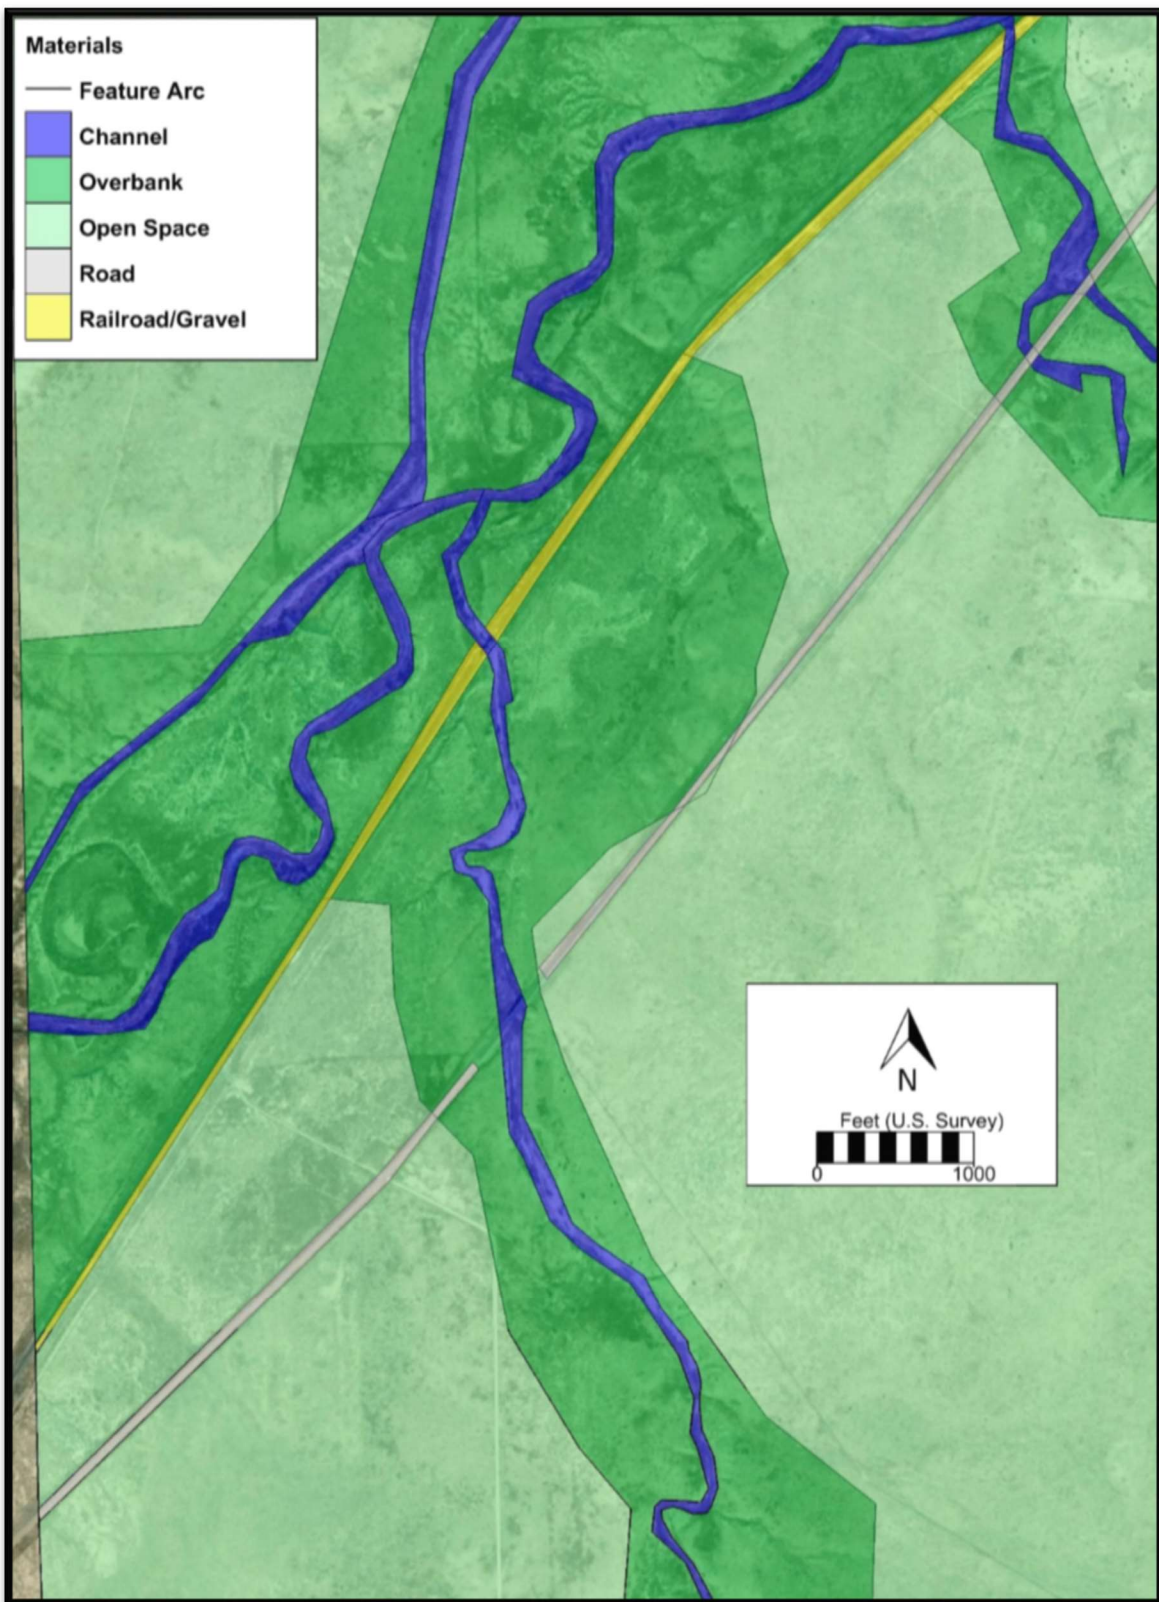 Materials
Feature Arc
Channel
Overbank
Open Space
Road
Railroad/Gravel
N
Feet (U.S. Survey)
0 1000